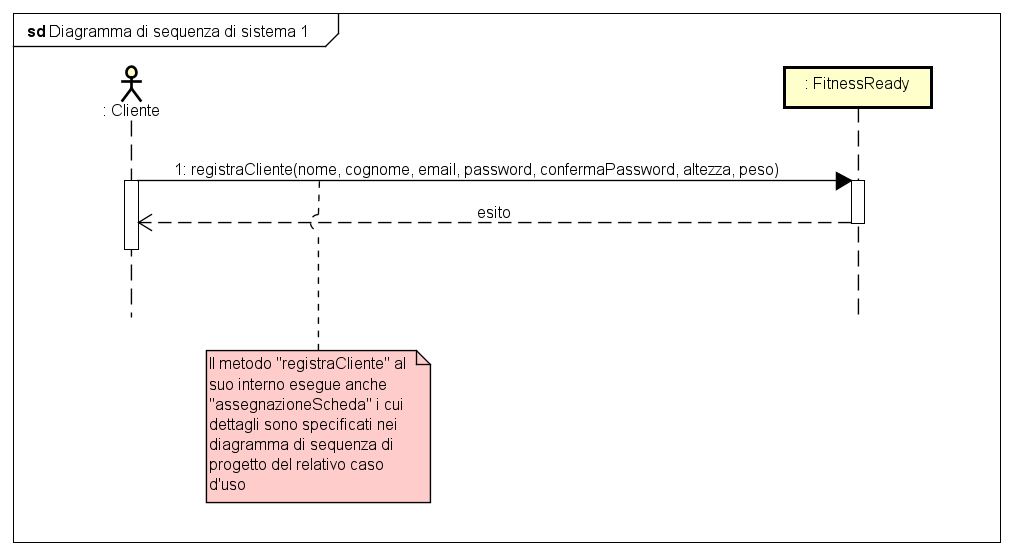 sd Diagramma di sequenza di sistema 1
: Cliente
: FitnessReady
1: registraCliente(nome, cognome, email, password, confermaPassword, altezza, peso)
esito
Il metodo "registraCliente" al
suo interno esegue anche
"assegnazioneScheda" i cui
dettagli sono specificati nei
diagramma di sequenza di
progetto del relativo caso
d'uso